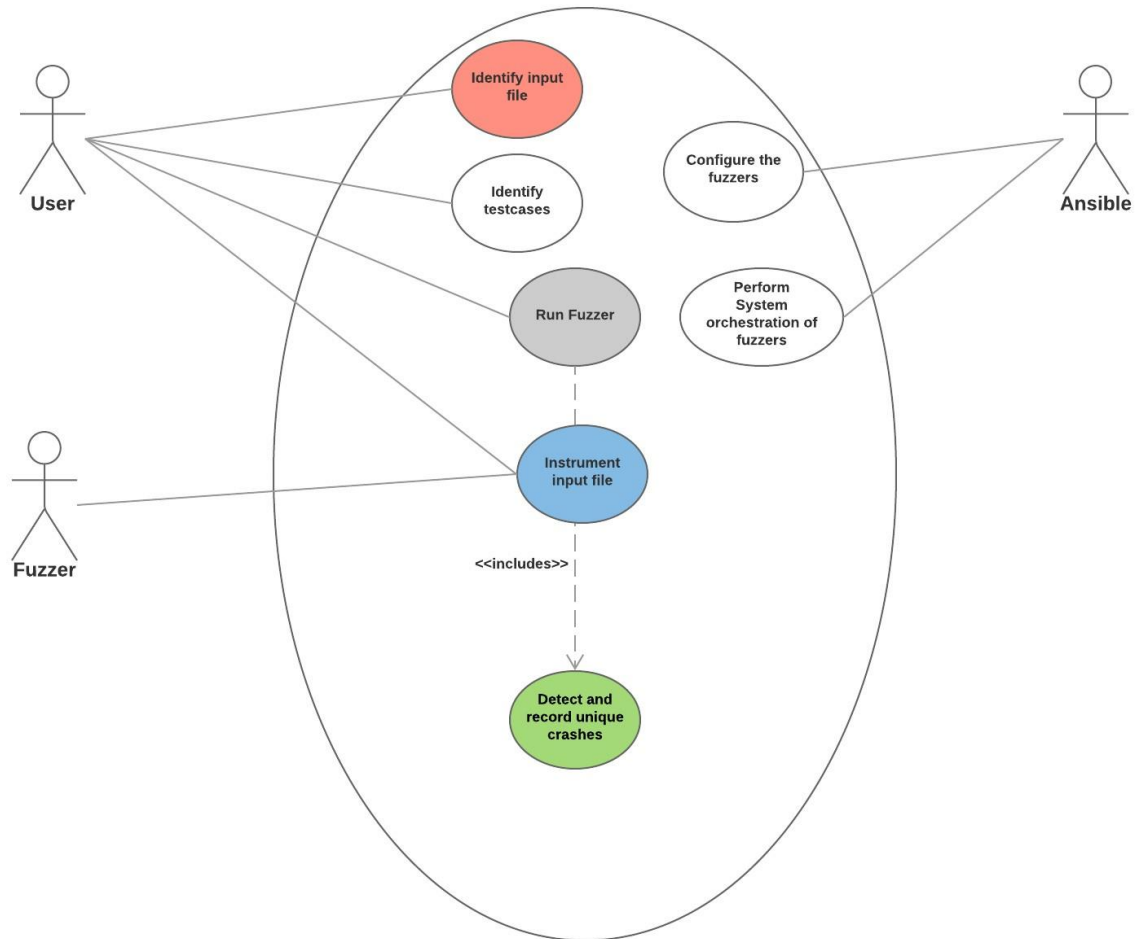 Identify input
file
User
Identify
testcases
Configure the
fuzzers
Ansible
Run Fuzzer
Perform
System
orchestration of
fuzzers
Instrument
input file
Fuzzer
<<includes>>
Detect and
record unique
crashes